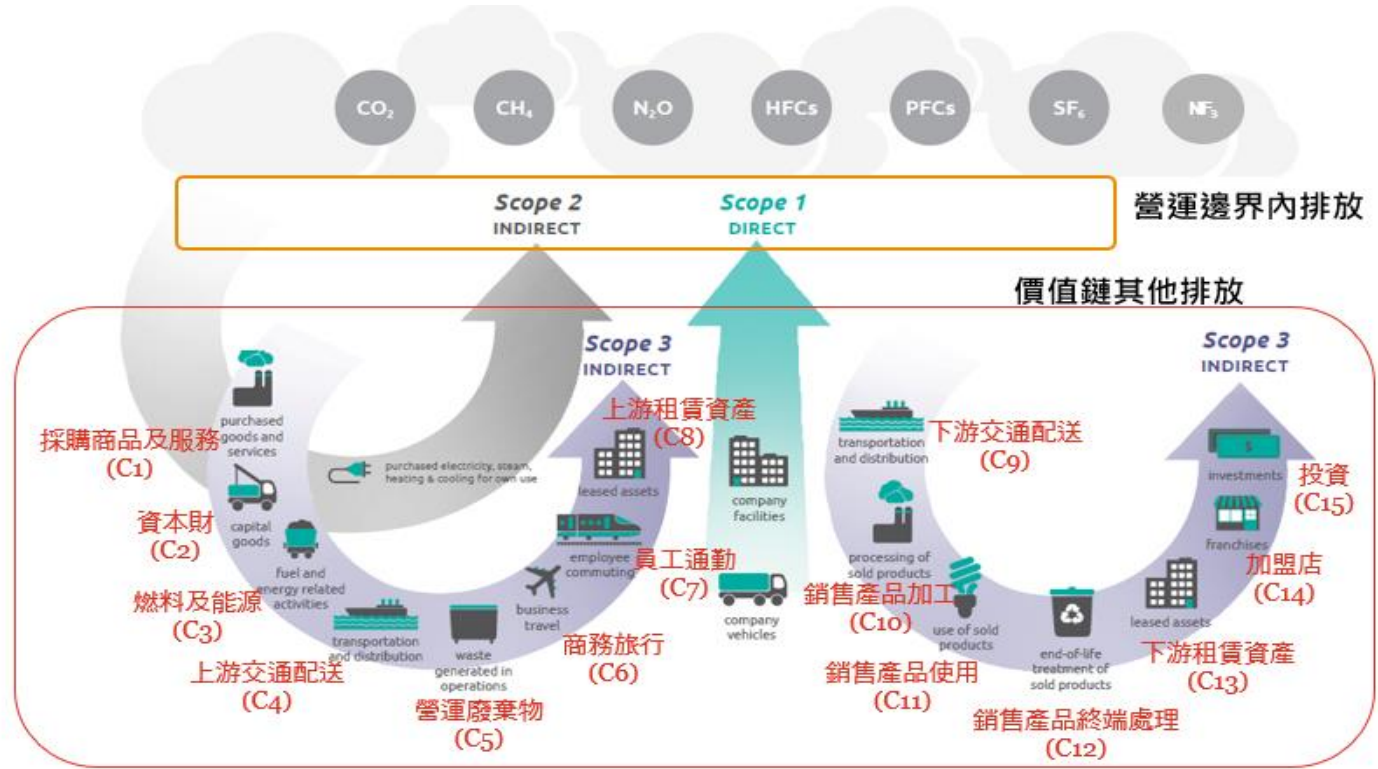 CO₂
CH₄
N₂O
HFCs
PFCs
SF₆
NF₃
Scope 2
INDIRECT
Scope 1
DIRECT
營運邊界內排放
價值鏈其他排放
Scope 3
INDIRECT
purchased
goods and
services
採購商品及服務
(C1)
purchased electricity, steam,
heating & cooling for own use
capital
goods
資本財
(C2)
fuel and
energy related
activities
燃料及能源
(C3)
transportation
and distribution
上游交通配送
(C4)
waste
generated in
operations
營運廢棄物
(C5)
business
travel
商務旅行
(C6)
employee
commuting
員工通勤
(C7)
上游租賃資產
(C8)
leased assets
company
facilities
company
vehicles
Scope 3
INDIRECT
transportation
and distribution
下游交通配送
(C9)
processing of
sold products
銷售產品加工
(C10)
use of sold
products
銷售產品使用
(C11)
end-of-life
treatment of
sold products
銷售產品終端處理
(C12)
leased assets
下游租賃資產
(C13)
franchises
加盟店
(C14)
investments
投資
(C15)
$